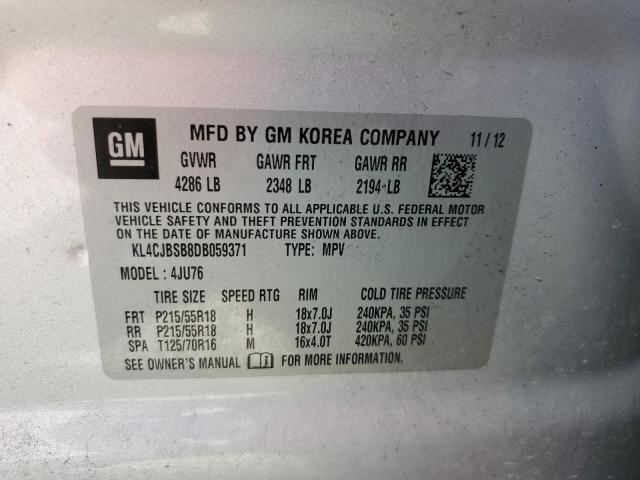 GM MFD BY GM KOREA COMPANY 11/12
GVWR GAWR FRT GAWR RR
4286 LB 2348 LB 2194 LB
THIS VEHICLE CONFORMS TO ALL APPLICABLE U.S. FEDERAL MOTOR
VEHICLE SAFETY AND THEFT PREVENTION STANDARDS IN EFFECT
ON THE DATE OF MANUFACTURE SHOWN ABOVE.
KL4CJBSB8DB059371 TYPE: MPV
MODEL: 4JU76
TIRE SIZE SPEED RTG RIM COLD TIRE PRESSURE
FRT P215/55R18 H 18x7.0J 240KPA, 35 PSI
RR P215/55R18 H 18x7.0J 240KPA, 35 PSI
SPA T125/70R16 M 16x4.0T 420KPA, 60 PSI
SEE OWNER'S MANUAL FOR MORE INFORMATION.